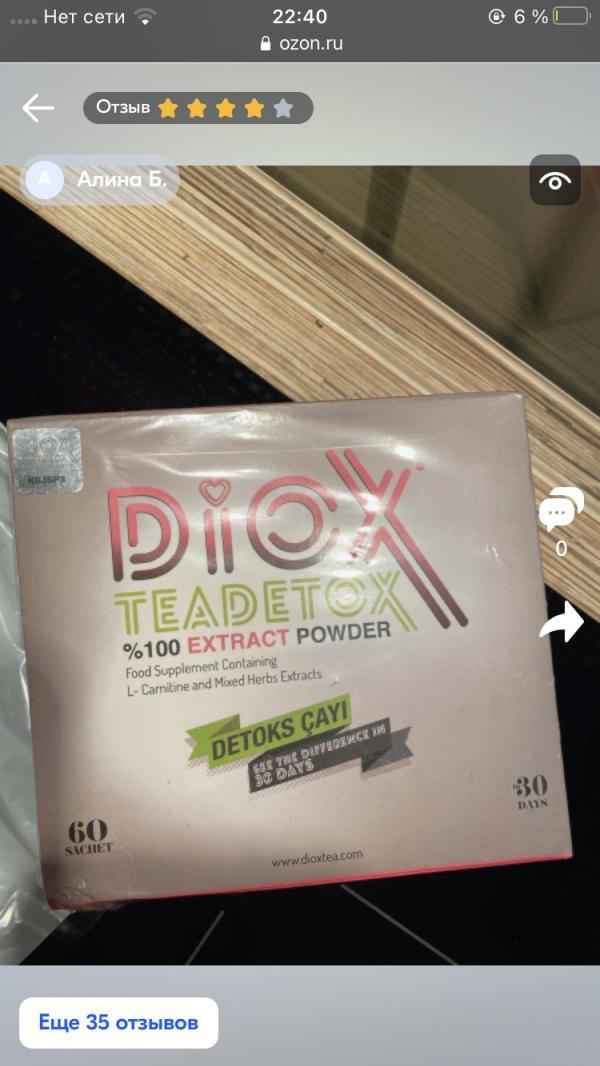 Нет сети
22:40
6 %
ozon.ru
Отзыв
А Алина Б.
KOJSP3
DiOX
TEADETOX
%100 EXTRACT POWDER
Food Supplement Containing
L- Carnitine and Mixed Herbs Extracts
DETOKS ÇAYI
SEE THE DIFFERENCE IN
30 DAYS
60
SACHET
30
DAYS
www.dioxtea.com
0
Еще 35 отзывов